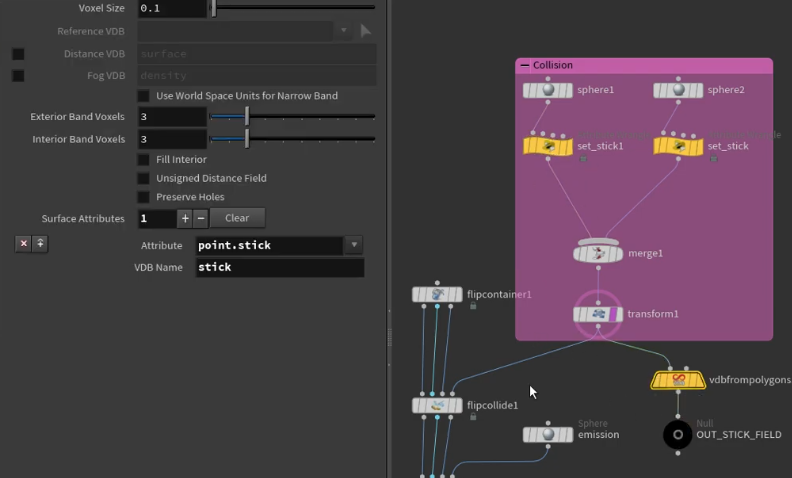 Voxel Size 0.1
Reference VDB
Distance VDB surface
Fog VDB density
Use World Space Units for Narrow Band
Exterior Band Voxels 3
Interior Band Voxels 3
Fill Interior
Unsigned Distance Field
Preserve Holes
Surface Attributes 1 + − Clear
Attribute point.stick
VDB Name stick
Collision
sphere1
sphere2
set_stick1
set_stick
merge1
flipcontainer1
transform1
vdbfrompolygons
flipcollide1
Sphere
emission
Null
OUT_STICK_FIELD